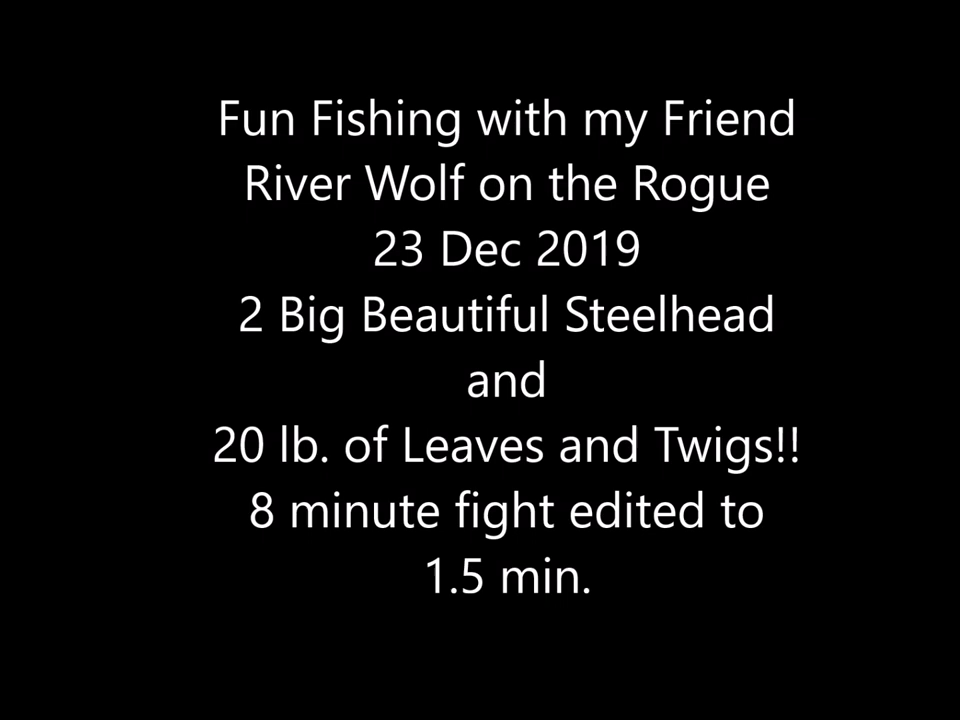 Fun Fishing with my Friend
River Wolf on the Rogue
23 Dec 2019
2 Big Beautiful Steelhead
and
20 lb. of Leaves and Twigs!!
8 minute fight edited to
1.5 min.